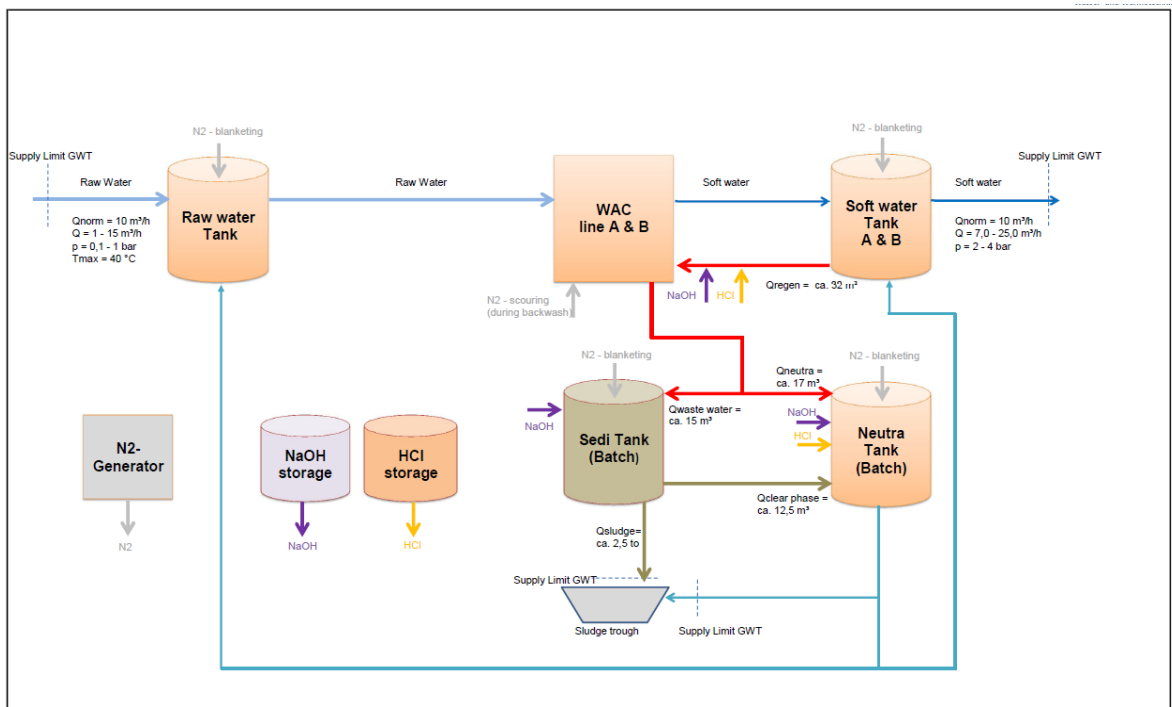 N2 - blanketing
N2 - blanketing
Supply Limit GWT
Supply Limit GWT
Raw Water
Raw Water
Soft water
Soft water
Raw water
Tank
WAC
line A & B
Soft water
Tank
A & B
Qnorm = 10 m³/h
Q = 1 - 15 m³/h
p = 0,1 - 1 bar
Tmax = 40 °C
Qnorm = 10 m³/h
Q = 7,0 - 25,0 m³/h
p = 2 - 4 bar
NaOH
HCl
Qregen = ca. 32 m³
N2 - scouring
(during backwash)
N2 - blanketing
N2 - blanketing
Qneutra =
ca. 17 m³
Qwaste water =
ca. 15 m³
NaOH
NaOH
HCl
Sedi Tank
(Batch)
Neutra
Tank
(Batch)
N2-
Generator
NaOH
storage
HCl
storage
Qclear phase =
ca. 12,5 m³
Qsludge=
ca. 2,5 to
N2
NaOH
HCl
Supply Limit GWT
Sludge trough
Supply Limit GWT